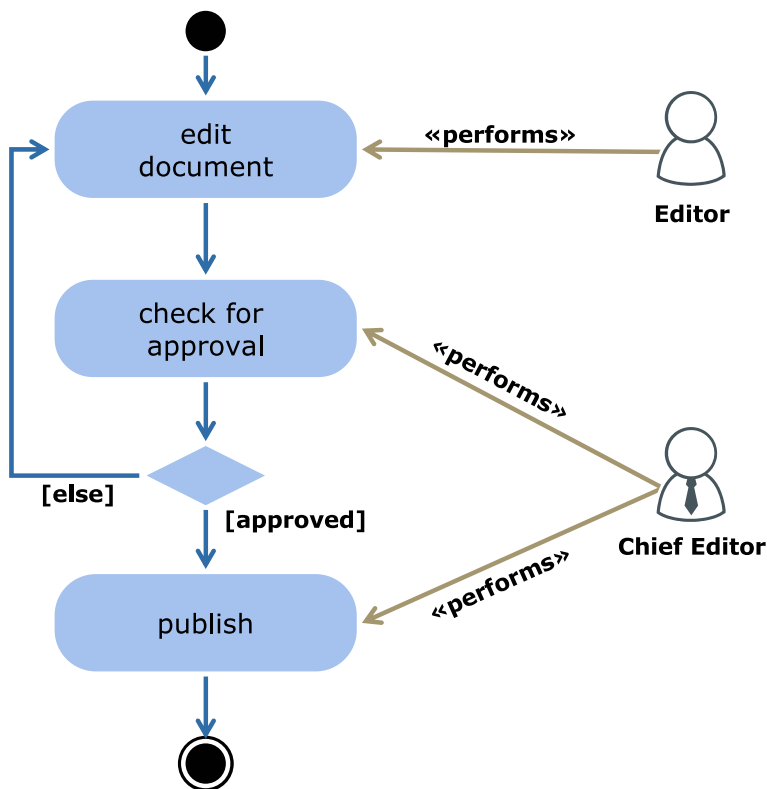 edit
document
«performs»
Editor
check for
approval
«performs»
[else]
[approved]
Chief Editor
«performs»
publish